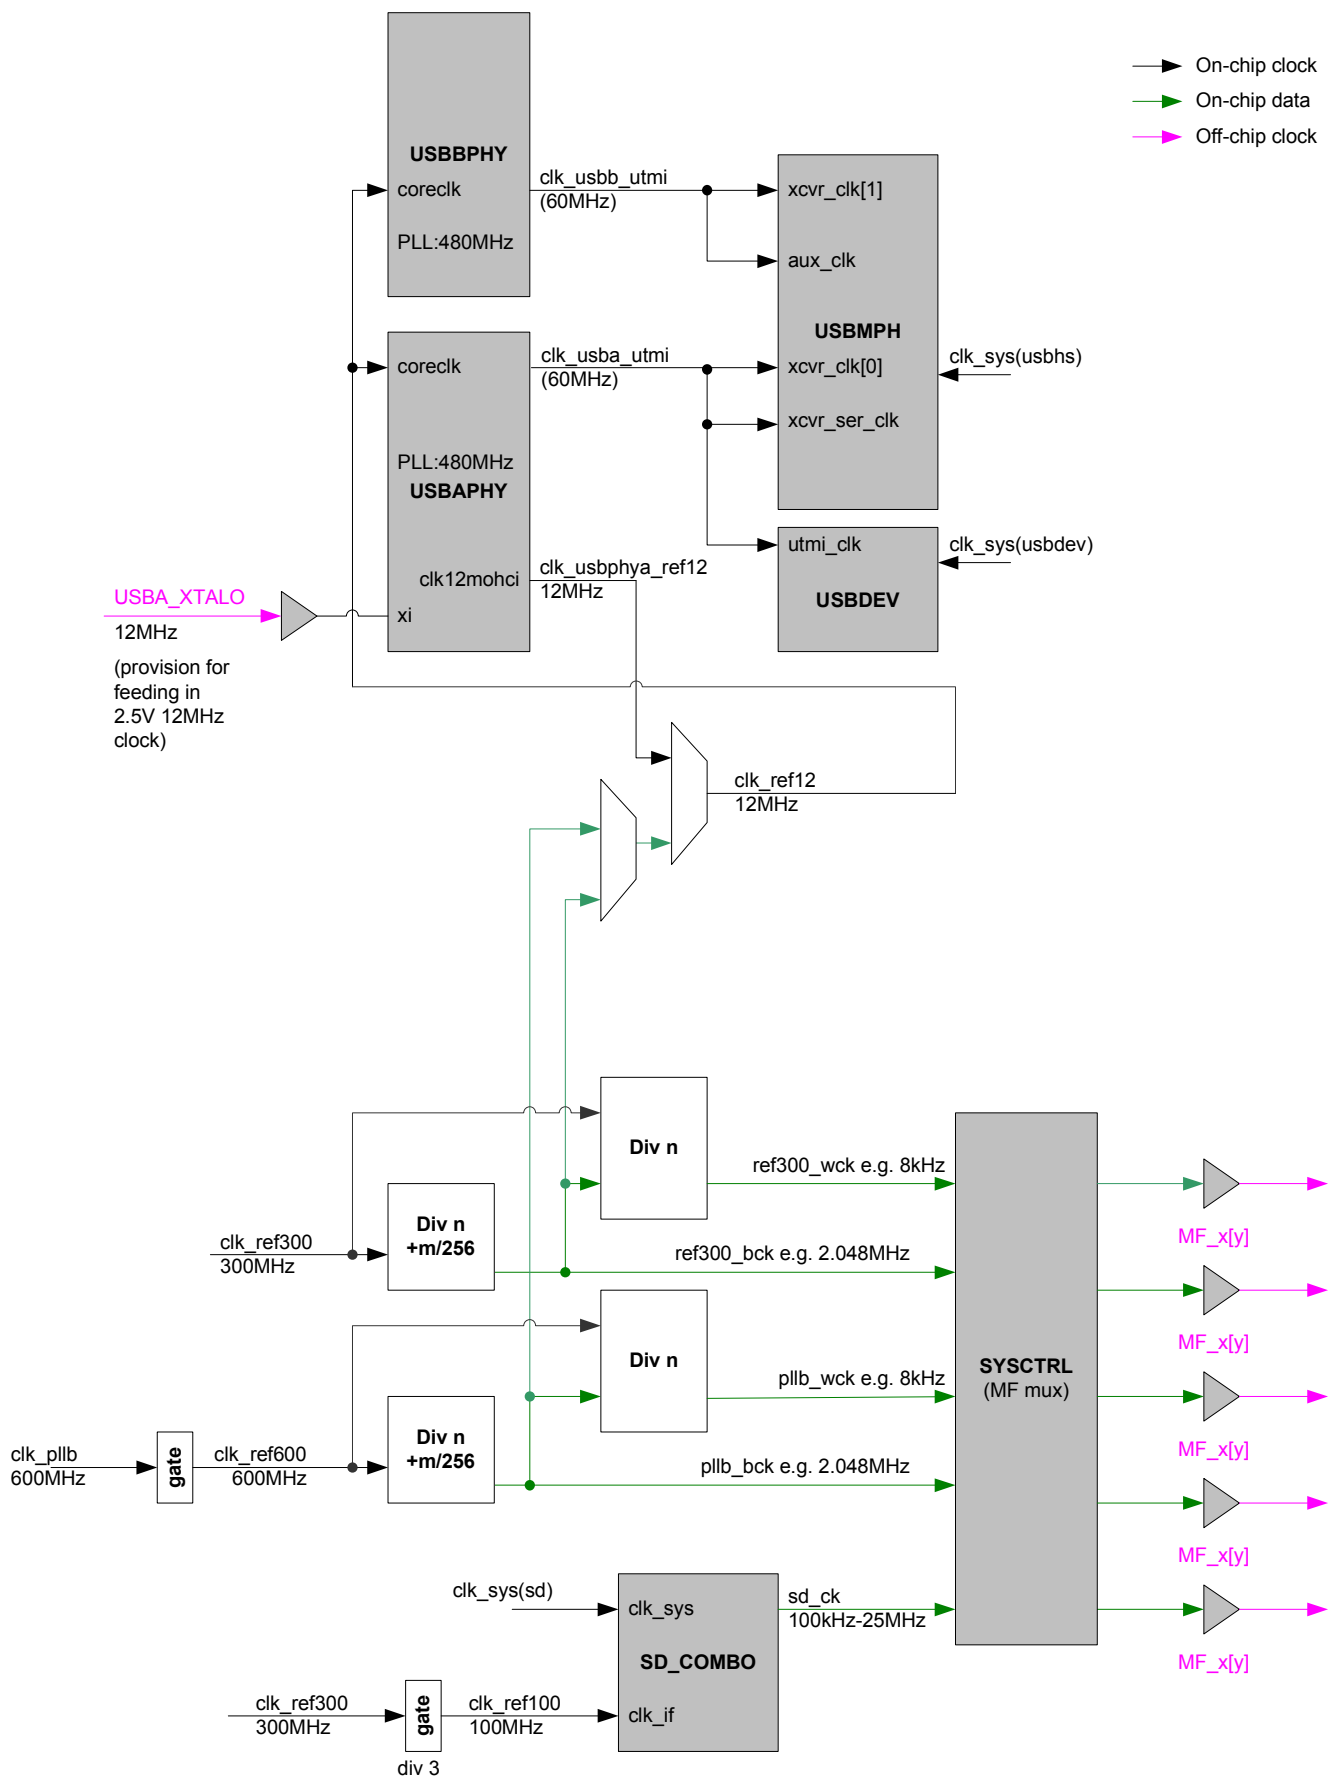 On-chip clock
On-chip data
Off-chip clock
USBBPHY
coreclk
PLL:480MHz
clk_usbb_utmi
(60MHz)
xcvr_clk[1]
aux_clk
USBMPH
xcvr_clk[0]
xcvr_ser_clk
clk_sys(usbhs)
coreclk
PLL:480MHz
USBAPHY
clk12mohci
xi
clk_usba_utmi
(60MHz)
clk_usbphya_ref12
12MHz
utmi_clk
USBDEV
clk_sys(usbdev)
USBA_XTALO
12MHz
(provision for
feeding in
2.5V 12MHz
clock)
clk_ref12
12MHz
Div n
ref300_wck e.g. 8kHz
Div n
+m/256
clk_ref300
300MHz
ref300_bck e.g. 2.048MHz
Div n
pllb_wck e.g. 8kHz
SYSCTRL
(MF mux)
Div n
+m/256
clk_pllb
600MHz
gate
clk_ref600
600MHz
pllb_bck e.g. 2.048MHz
MF_x[y]
MF_x[y]
MF_x[y]
MF_x[y]
MF_x[y]
clk_sys(sd)
clk_sys
SD_COMBO
clk_if
sd_ck
100kHz-25MHz
clk_ref300
300MHz
gate
div 3
clk_ref100
100MHz